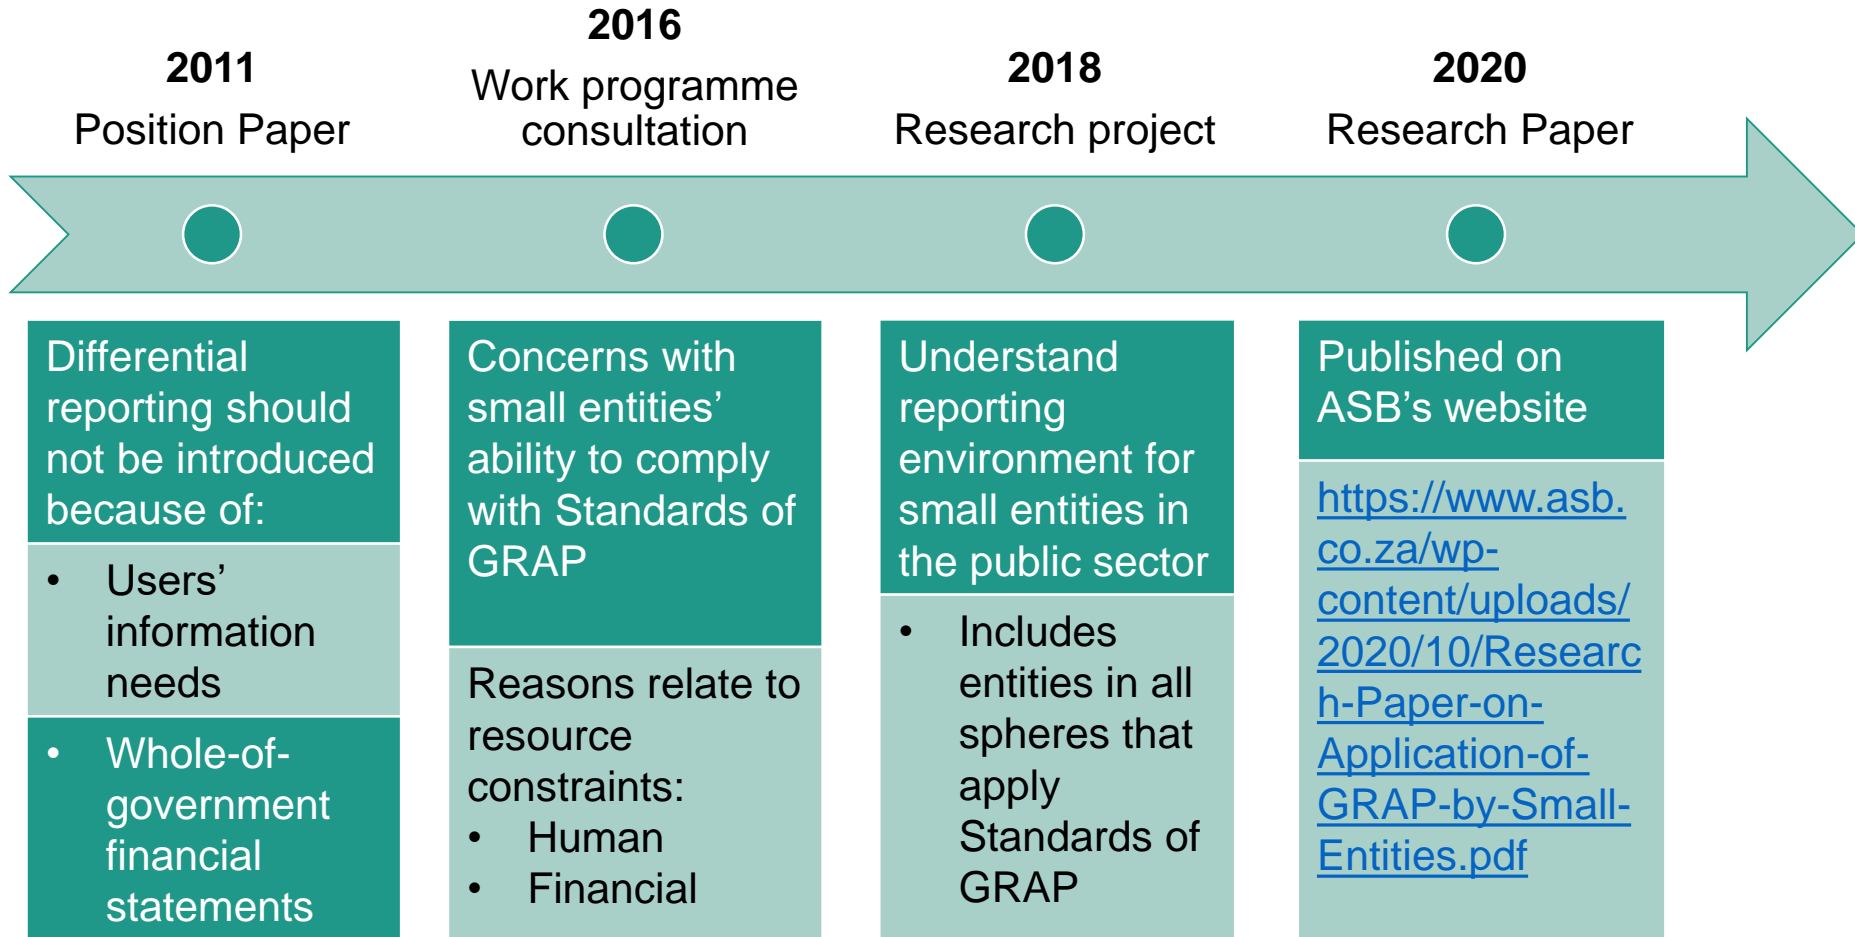 2011
Position Paper
2016
Work programme
consultation
2018
Research project
2020
Research Paper
Differential
reporting should
not be introduced
because of:
• Users’
information
needs
• Whole-of-
government
financial
statements
Concerns with
small entities’
ability to comply
with Standards of
GRAP
Reasons relate to
resource
constraints:
• Human
• Financial
Understand
reporting
environment for
small entities in
the public sector
• Includes
entities in all
spheres that
apply
Standards of
GRAP
Published on
ASB’s website
https://www.asb.
co.za/wp-
content/uploads/
2020/10/Researc
h-Paper-on-
Application-of-
GRAP-by-Small-
Entities.pdf